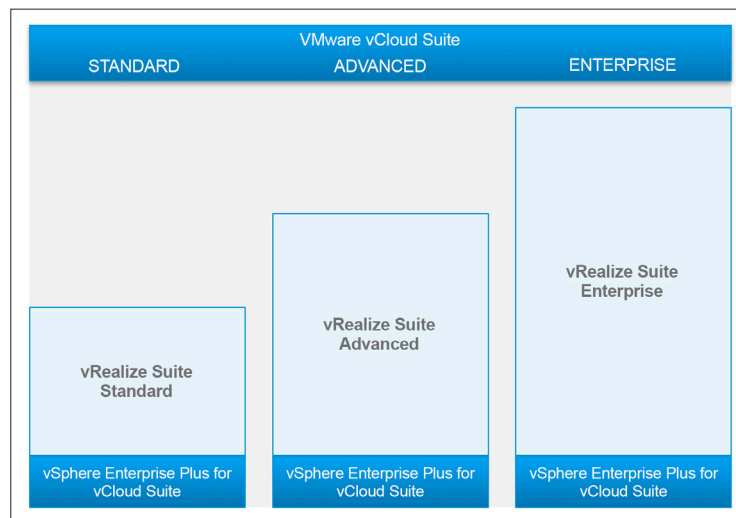 VMware vCloud Suite
STANDARD
ADVANCED
ENTERPRISE
vRealize Suite
Standard
vRealize Suite
Advanced
vRealize Suite
Enterprise
vSphere Enterprise Plus for
vCloud Suite
vSphere Enterprise Plus for
vCloud Suite
vSphere Enterprise Plus for
vCloud Suite